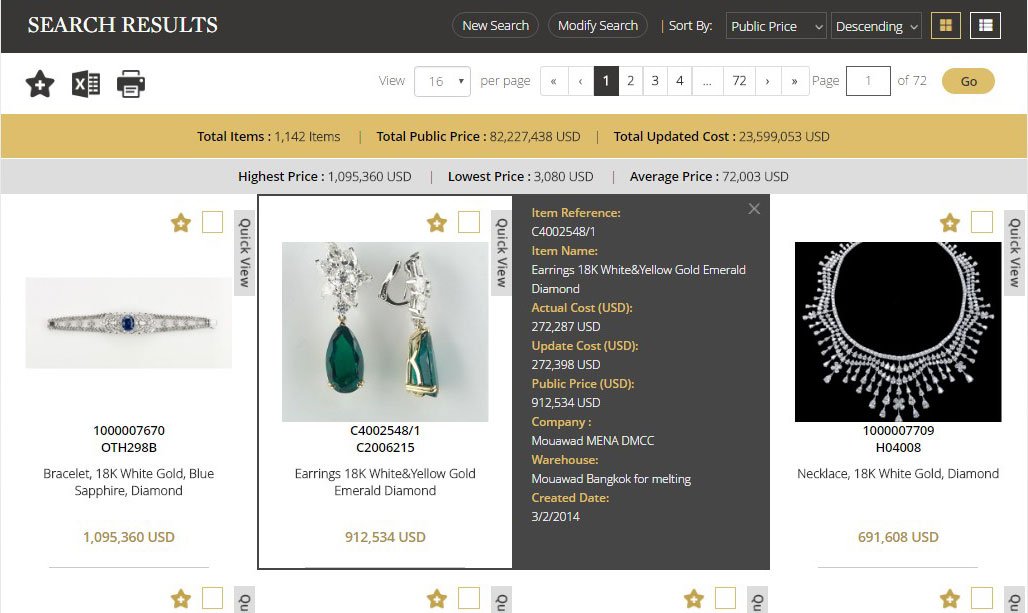 SEARCH RESULTS
New Search Modify Search | Sort By: Public Price Descending
View 16 per page « ‹ 1 2 3 4 ... 72 › » Page 1 of 72 Go
Total Items : 1,142 Items | Total Public Price : 82,227,438 USD | Total Updated Cost : 23,599,053 USD
Highest Price : 1,095,360 USD | Lowest Price : 3,080 USD | Average Price : 72,003 USD
Quick View
1000007670
OTH298B
Bracelet, 18K White Gold, Blue
Sapphire, Diamond
1,095,360 USD
Quick View
C4002548/1
C2006215
Earrings 18K White&Yellow Gold
Emerald Diamond
912,534 USD
Item Reference:
C4002548/1
Item Name:
Earrings 18K White&Yellow Gold Emerald
Diamond
Actual Cost (USD):
272,287 USD
Update Cost (USD):
272,398 USD
Public Price (USD):
912,534 USD
Company :
Mouawad MENA DMCC
Warehouse:
Mouawad Bangkok for melting
Created Date:
3/2/2014
Quick View
1000007709
H04008
Necklace, 18K White Gold, Diamond
691,608 USD
Qu
Qu
Qu
Qu